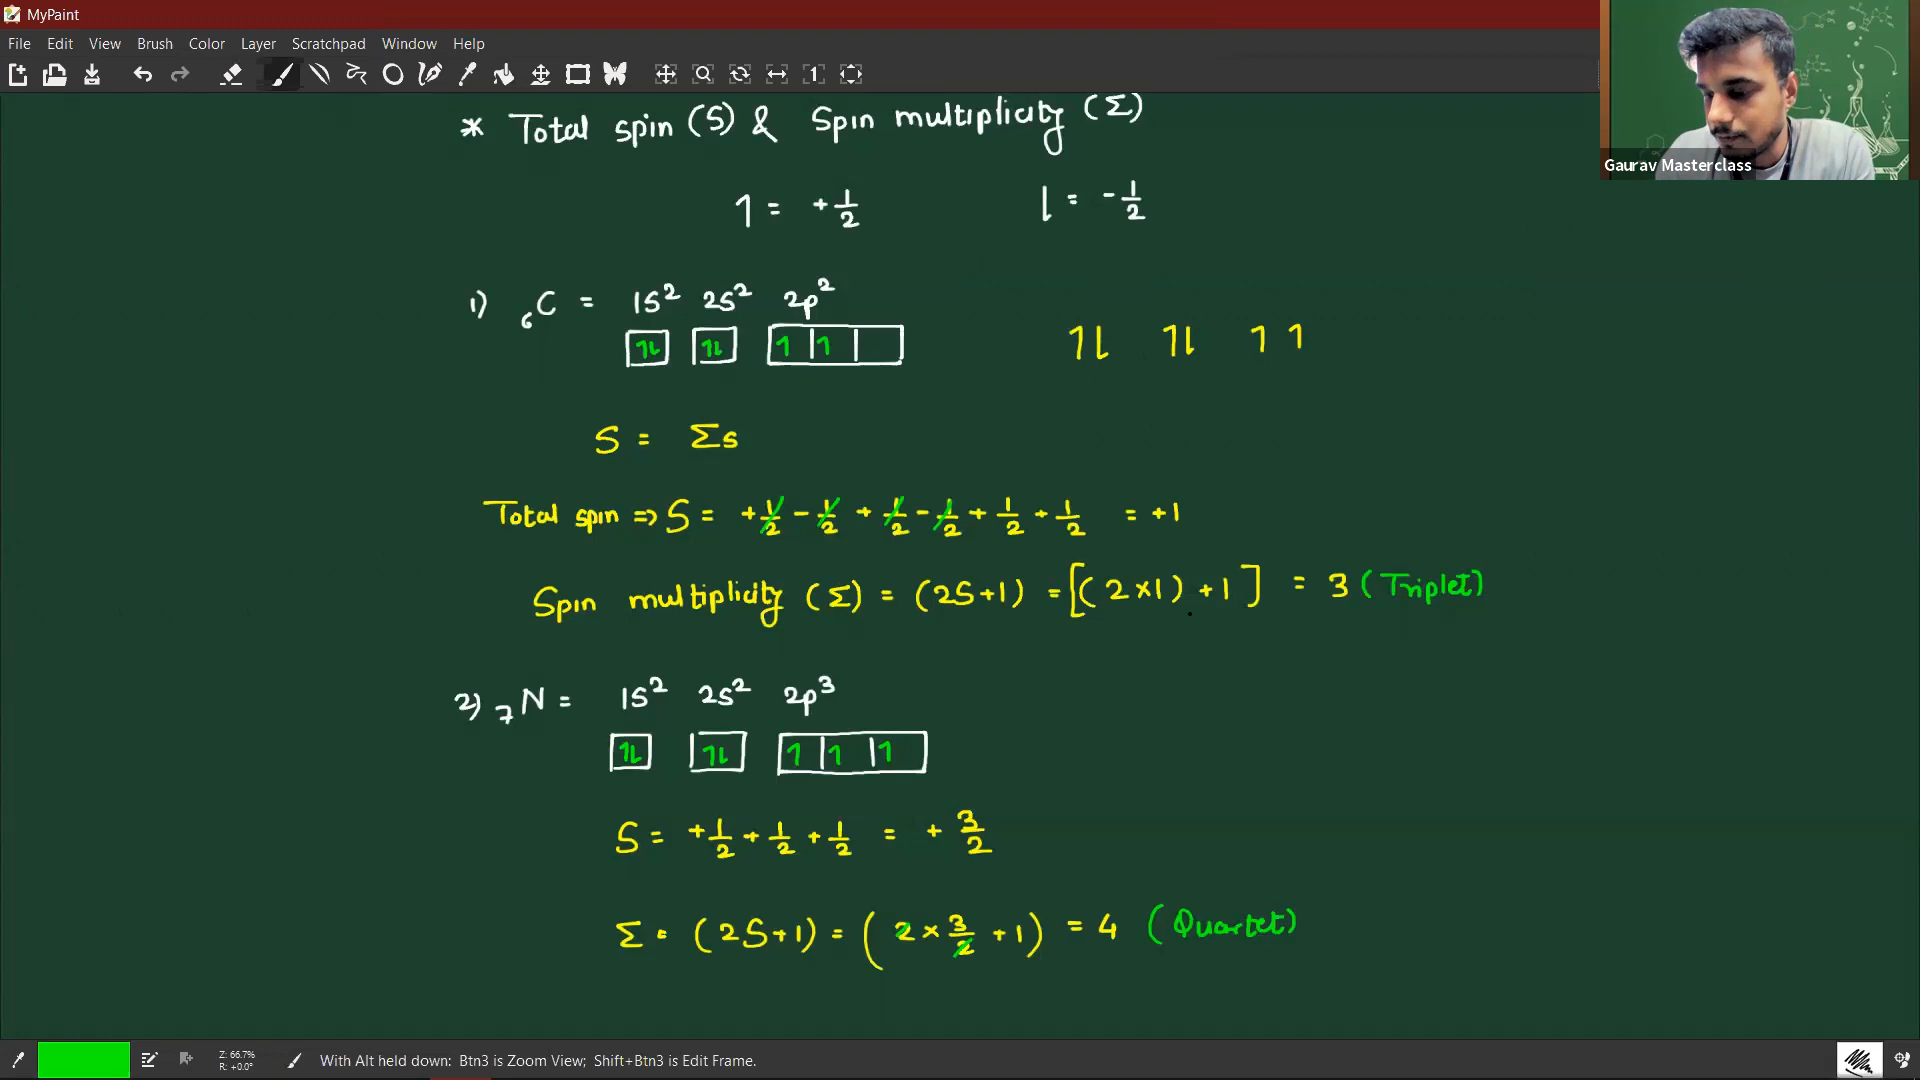 MyPaint
File Edit View Brush Color Layer Scratchpad Window Help
Gaurav Masterclass
* Total spin (S) & Spin multiplicity (Σ)
↿ = +1/2 ⇂ = -1/2
1) ₆C = 1s² 2s² 2p²
↿⇂ ↿⇂ ↿ ↿ ↿⇂ ↿⇂ ↿ ↿
S = Σs
Total spin => S = +1/2 - 1/2 + 1/2 - 1/2 + 1/2 + 1/2 = +1
Spin multiplicity (Σ) = (2S+1) = [(2×1) + 1] = 3 (Triplet)
2) ₇N = 1s² 2s² 2p³
↿⇂ ↿⇂ ↿ ↿ ↿
S = +1/2 + 1/2 + 1/2 = + 3/2
Σ = (2S+1) = (2 × 3/2 + 1) = 4 (Quartet)
Z: 66.7%
R: +0.0°
With Alt held down: Btn3 is Zoom View; Shift+Btn3 is Edit Frame.